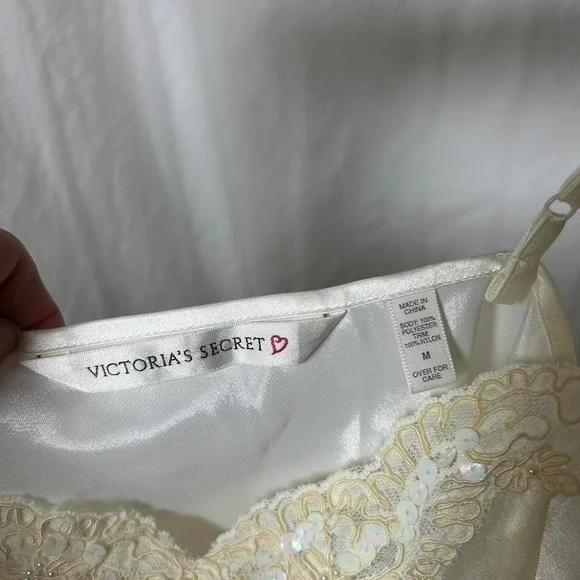 VICTORIA'S SECRET
MADE IN
CHINA
BODY: 100%
POLYESTER
TRIM:
100% NYLON
M
OVER FOR
CARE